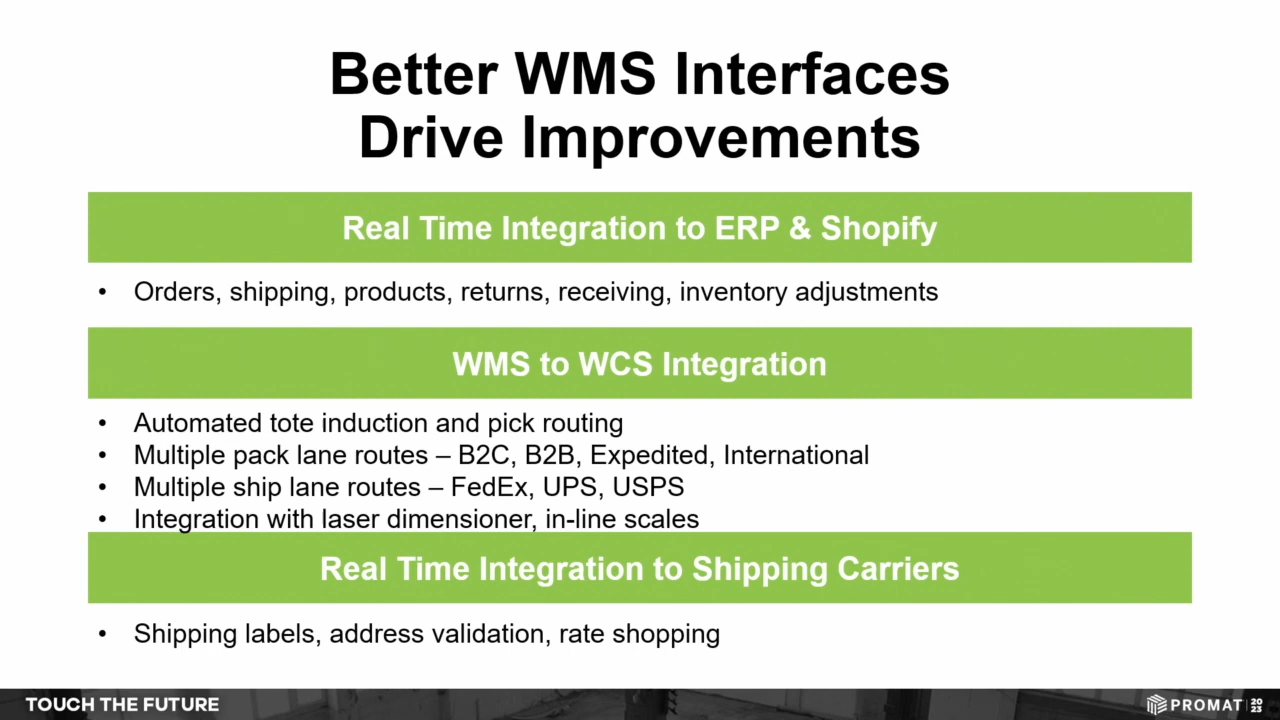 Better WMS Interfaces
Drive Improvements
Real Time Integration to ERP & Shopify
• Orders, shipping, products, returns, receiving, inventory adjustments
WMS to WCS Integration
• Automated tote induction and pick routing
• Multiple pack lane routes – B2C, B2B, Expedited, International
• Multiple ship lane routes – FedEx, UPS, USPS
• Integration with laser dimensioner, in-line scales
Real Time Integration to Shipping Carriers
• Shipping labels, address validation, rate shopping
TOUCH THE FUTURE
PROMAT 2023